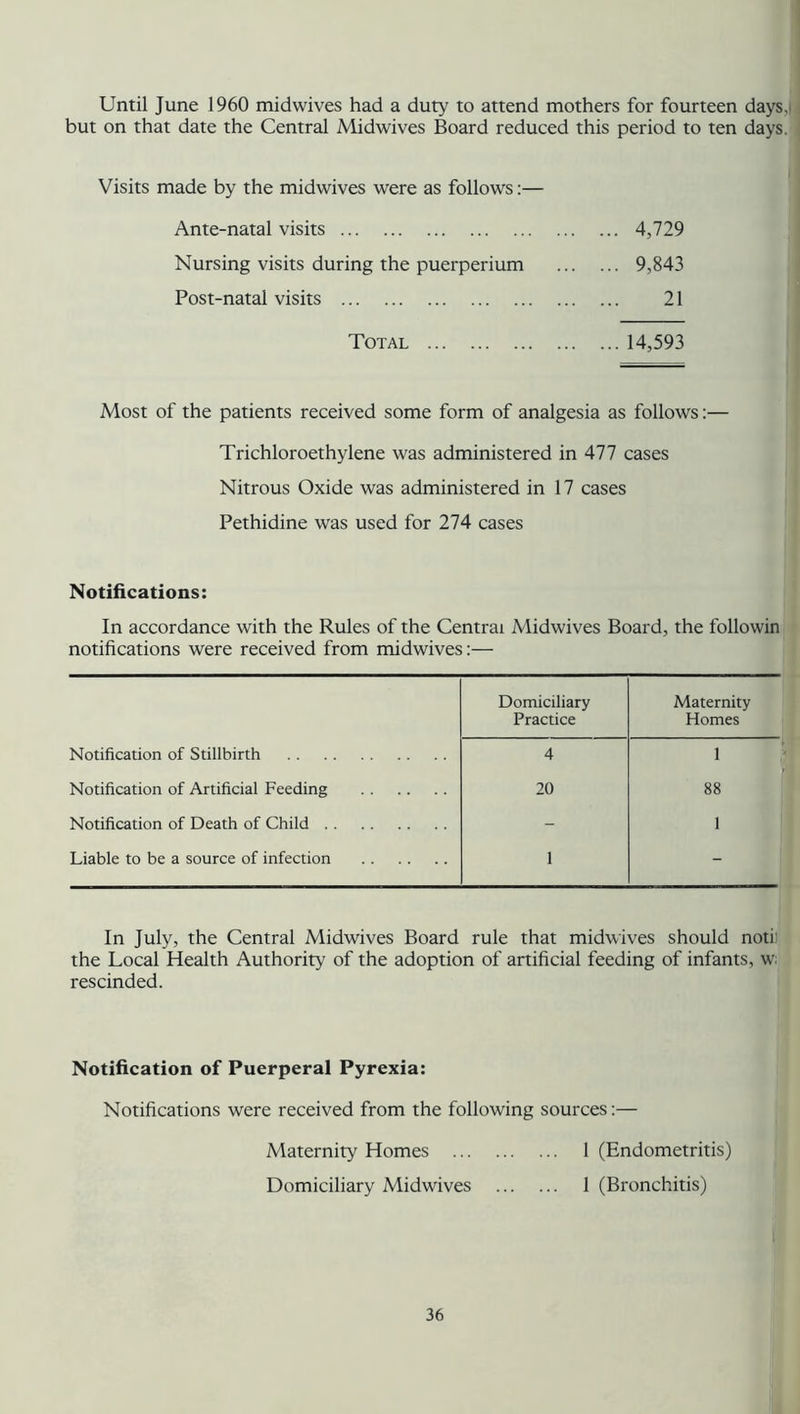 Until June 1960 midwives had a duty to attend mothers for fourteen days,
but on that date the Central Midwives Board reduced this period to ten days.
Visits made by the midwives were as follows:—
Ante-natal visits ... ... ... ... ... ... ... 4,729
Nursing visits during the puerperium ... ... 9,843
Post-natal visits ... ... ... ... ... ... ... 21
TOTAL ... ... ... ... ... 14,593
Most of the patients received some form of analgesia as follows:—
Trichloroethylene was administered in 477 cases
Nitrous Oxide was administered in 17 cases
Pethidine was used for 274 cases
Notifications:
In accordance with the Rules of the Central Midwives Board, the followin
notifications were received from midwives:—
Domiciliary Practice Maternity Homes
Notification of Stillbirth .. .. .. .. .. 4 1
Notification of Artificial Feeding .. .. .. 20 88
Notification of Death of Child .. .. .. .. – 1
Liable to be a source of infection .. .. .. 1 –
In July, the Central Midwives Board rule that midwives should noti
the Local Health Authority of the adoption of artificial feeding of infants, w
rescinded.
Notification of Puerperal Pyrexia:
Notifications were received from the following sources:—
Maternity Homes ... ... ... 1 (Endometritis)
Domiciliary Midwives ... ... 1 (Bronchitis)
36